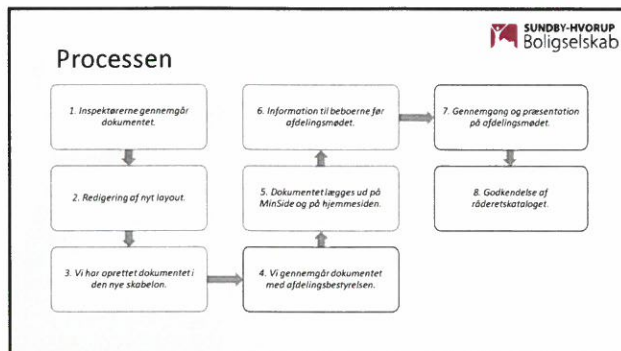 SUNDBY-HVORUP
Boligselskab
Processen
1. Inspektørerne gennemgår
dokumentet.
2. Redigering af nyt layout.
3. Vi har oprettet dokumentet i
den nye skabelon.
4. Vi gennemgår dokumentet
med afdelingsbestyrelsen.
5. Dokumentet lægges ud på
MinSide og på hjemmesiden.
6. Information til beboerne før
afdelingsmødet.
7. Gennemgang og præsentation
på afdelingsmødet.
8. Godkendelse af
råderetskataloget.